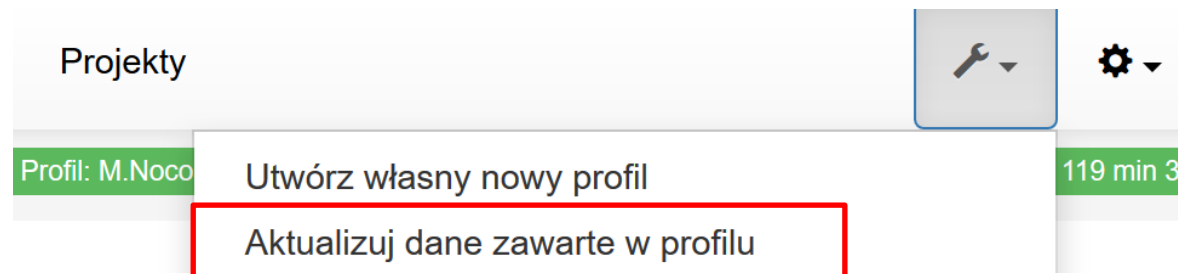 Projekty
Profil: M.Noco
119 min 3
Utwórz własny nowy profil
Aktualizuj dane zawarte w profilu